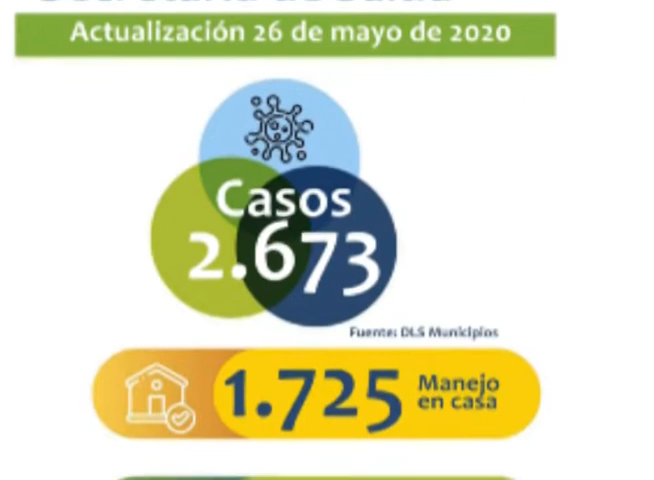 Actualización 26 de mayo de 2020
Casos
2.673
Fuente: DLS Municipios
1.725
Manejo
en casa